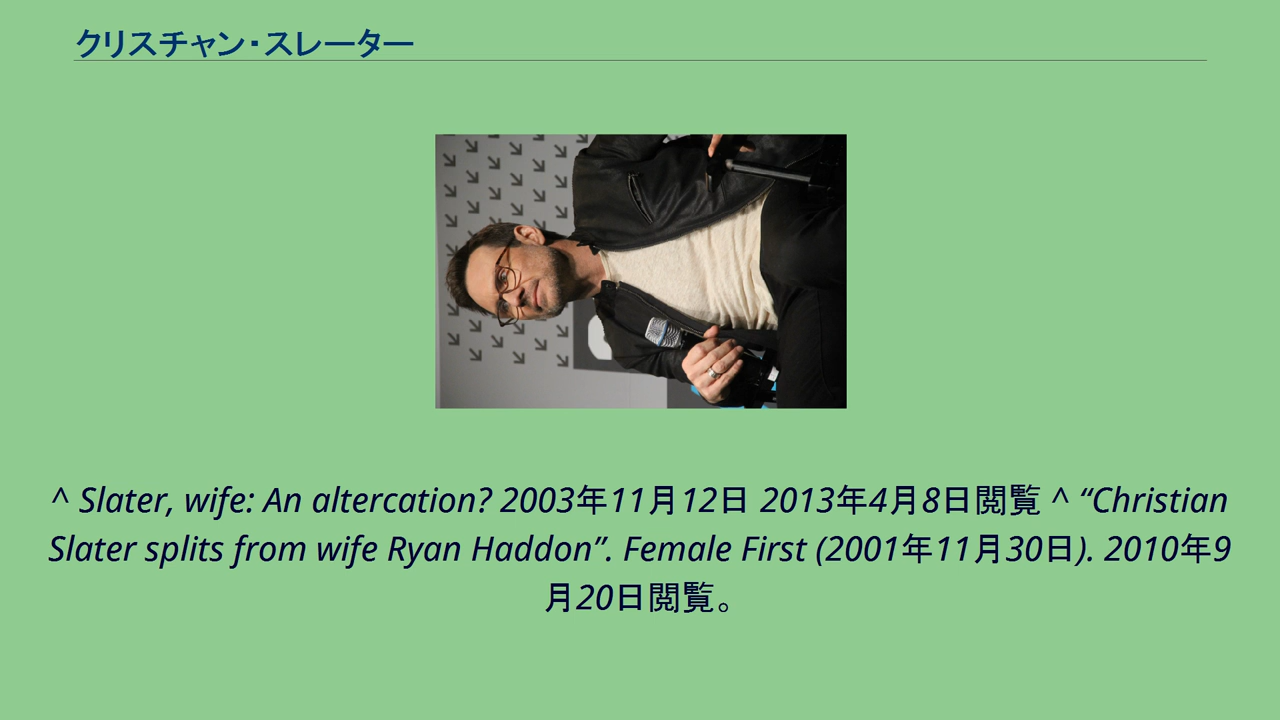 クリスチャン・スレーター
^ Slater, wife: An altercation? 2003年11月12日 2013年4月8日閲覧 ^ “Christian
Slater splits from wife Ryan Haddon”. Female First (2001年11月30日). 2010年9
月20日閲覧。